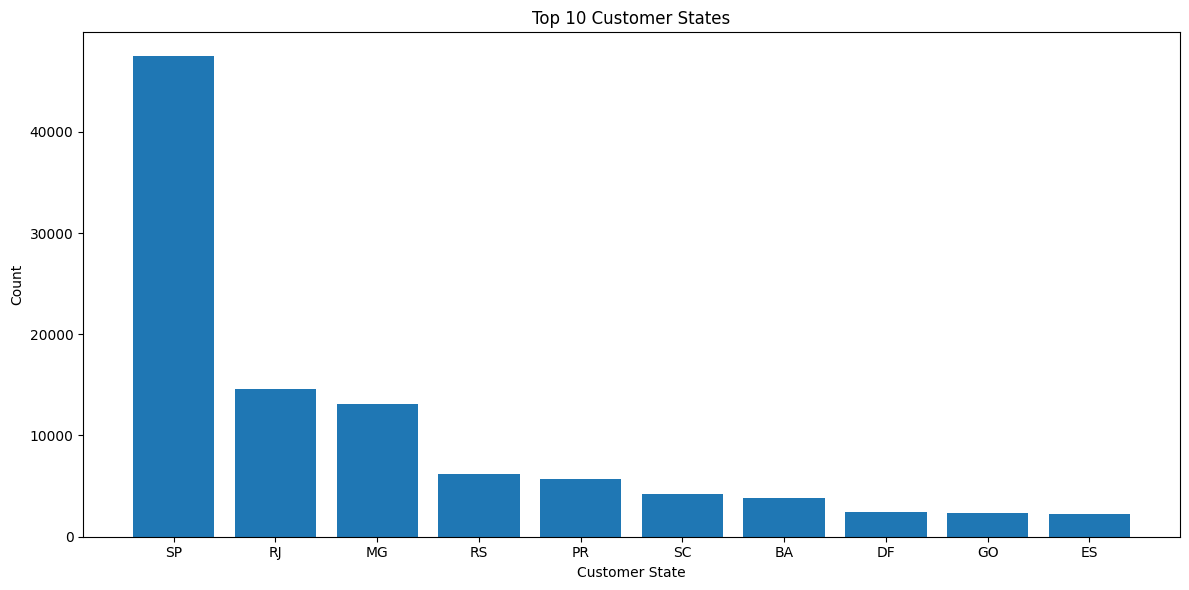 Top 10 Customer States
Count
40000
30000
20000
10000
0
SP RJ MG RS PR SC BA DF GO ES
Customer State